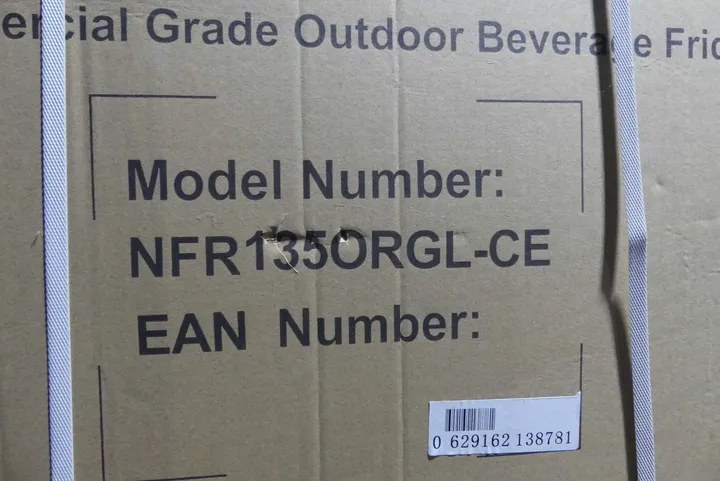 ercial Grade Outdoor Beverage Frid
Model Number:
NFR135ORGL-CE
EAN Number:
0 629162 138781